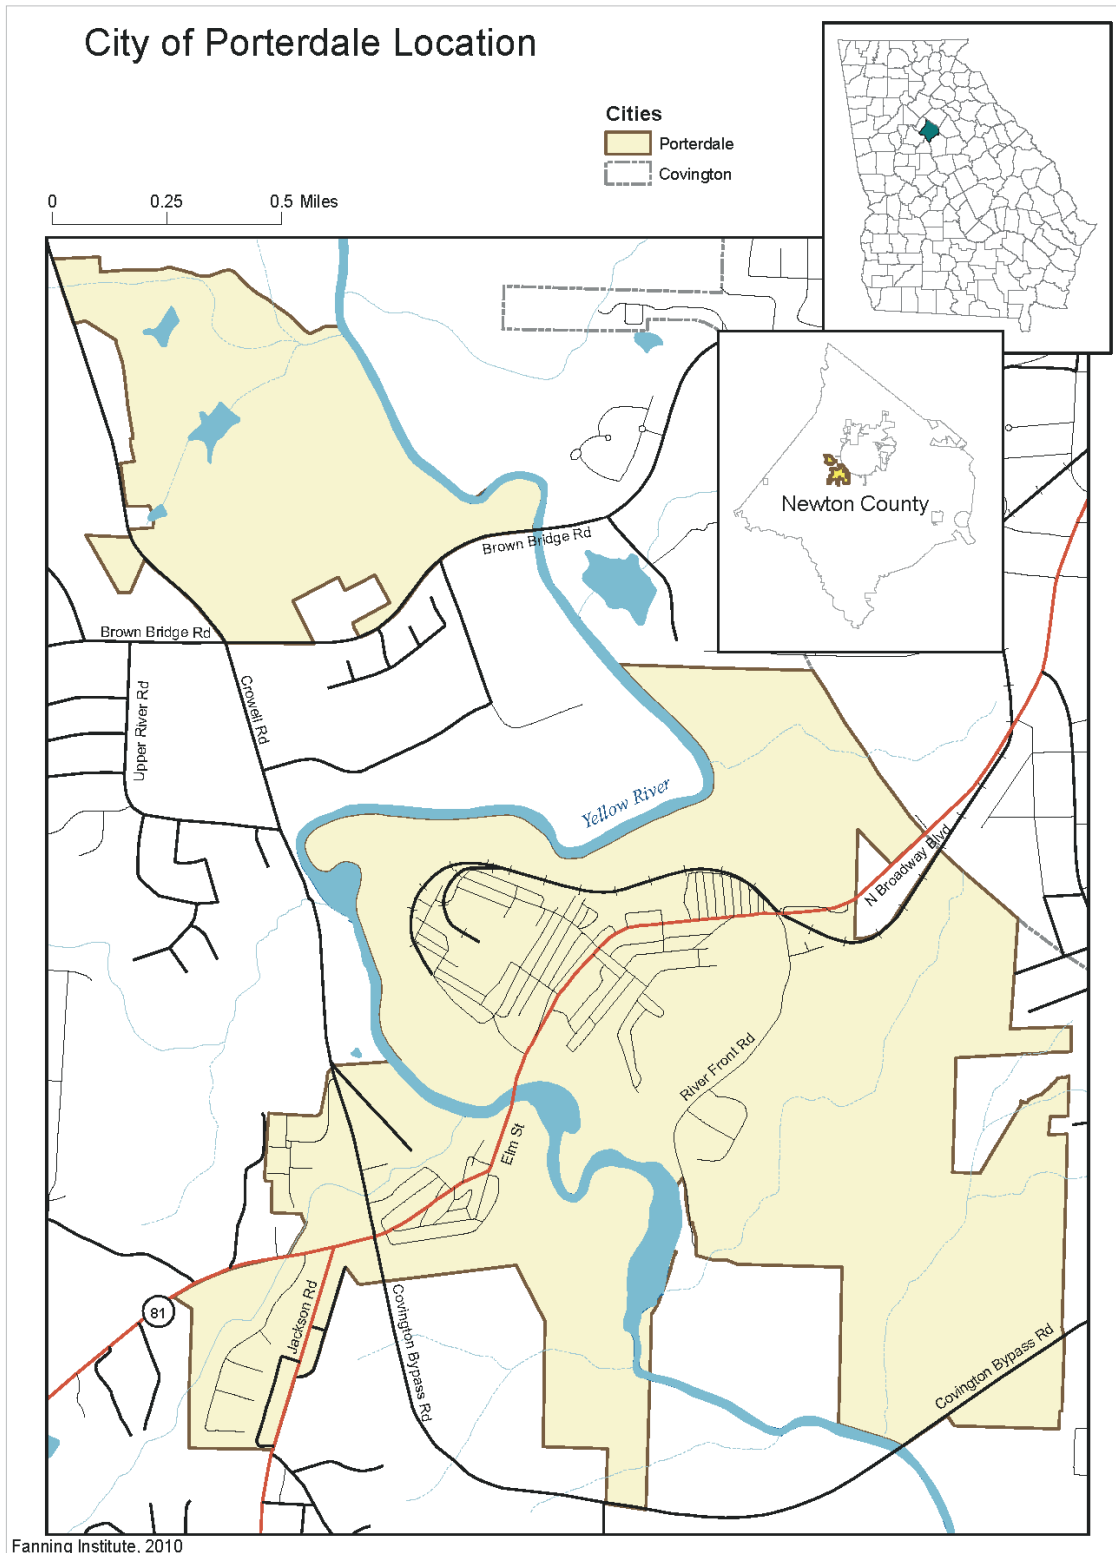 City of Porterdale Location
Cities
Porterdale
Covington
0 0.25 0.5 Miles
Newton County
Brown Bridge Rd
Brown Bridge Rd
Upper River Rd
Crowell Rd
Yellow River
N Broadway Blvd
River Front Rd
Elm St
81
Jackson Rd
Covington Bypass Rd
Covington Bypass Rd
Fanning Institute, 2010